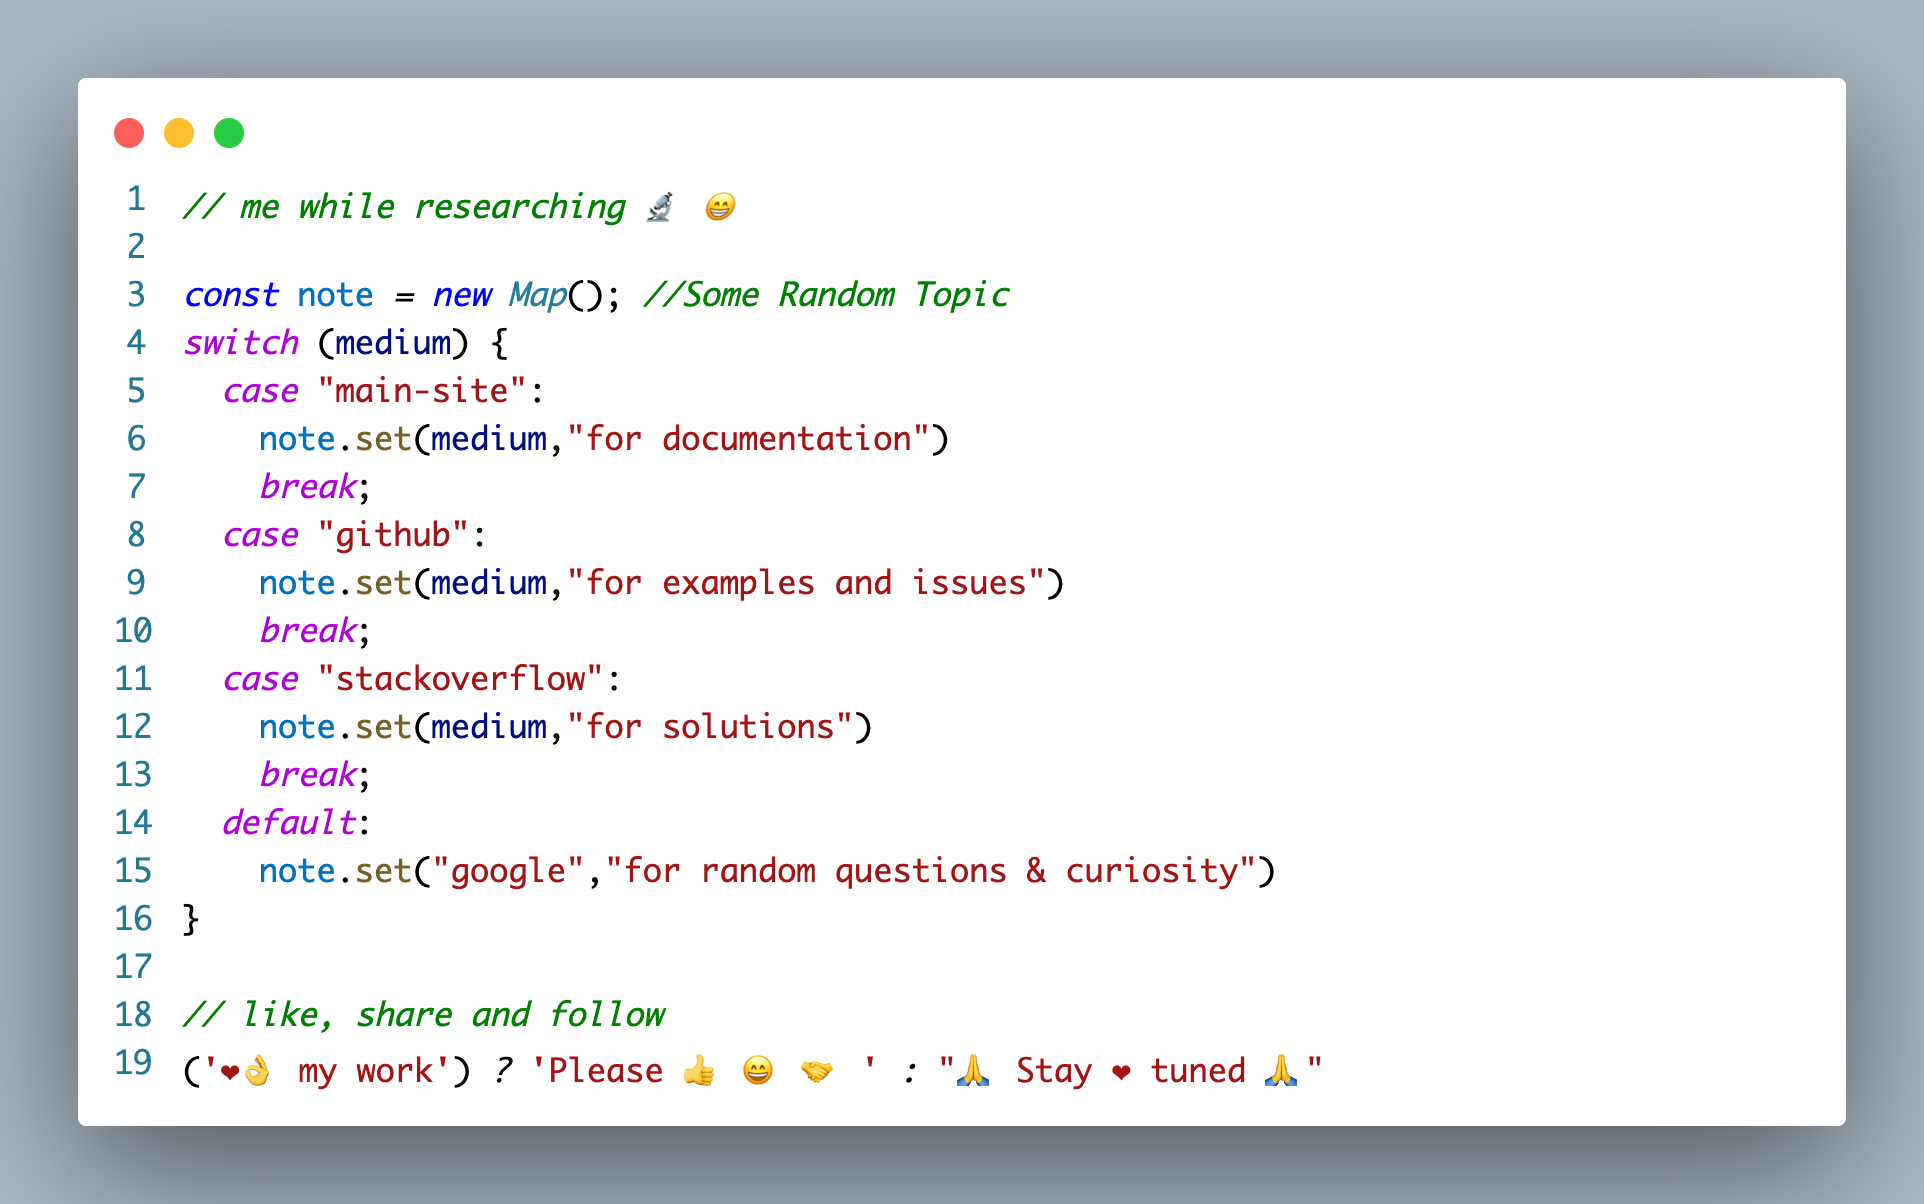 1 // me while researching 🔬 😁
2
3 const note = new Map(); //Some Random Topic
4 switch (medium) {
5   case "main-site":
6     note.set(medium,"for documentation")
7     break;
8   case "github":
9     note.set(medium,"for examples and issues")
10     break;
11   case "stackoverflow":
12     note.set(medium,"for solutions")
13     break;
14   default:
15     note.set("google","for random questions & curiosity")
16 }
17
18 // like, share and follow
19 ('❤👌 my work') ? 'Please 👍 😄 🤝 ' : "🙏 Stay ❤ tuned 🙏"